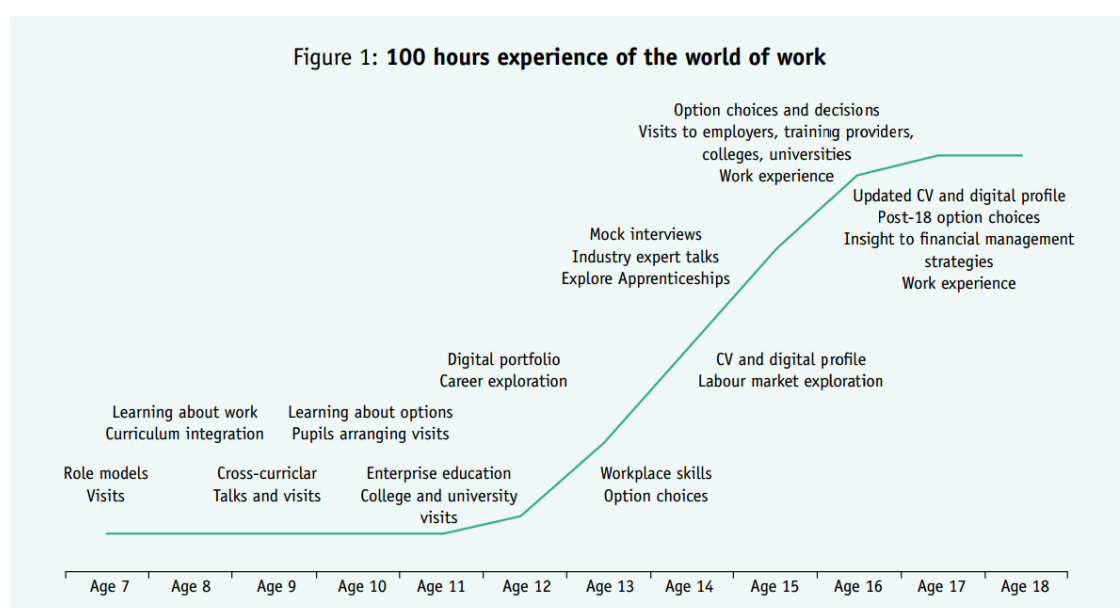 Figure 1: 100 hours experience of the world of work
Option choices and decisions
Visits to employers, training providers,
colleges, universities
Work experience
Updated CV and digital profile
Post-18 option choices
Insight to financial management
strategies
Work experience
Mock interviews
Industry expert talks
Explore Apprenticeships
Digital portfolio
Career exploration
CV and digital profile
Labour market exploration
Learning about work
Curriculum integration
Learning about options
Pupils arranging visits
Role models
Visits
Cross-curriclar
Talks and visits
Enterprise education
College and university
visits
Workplace skills
Option choices
Age 7 Age 8 Age 9 Age 10 Age 11 Age 12 Age 13 Age 14 Age 15 Age 16 Age 17 Age 18